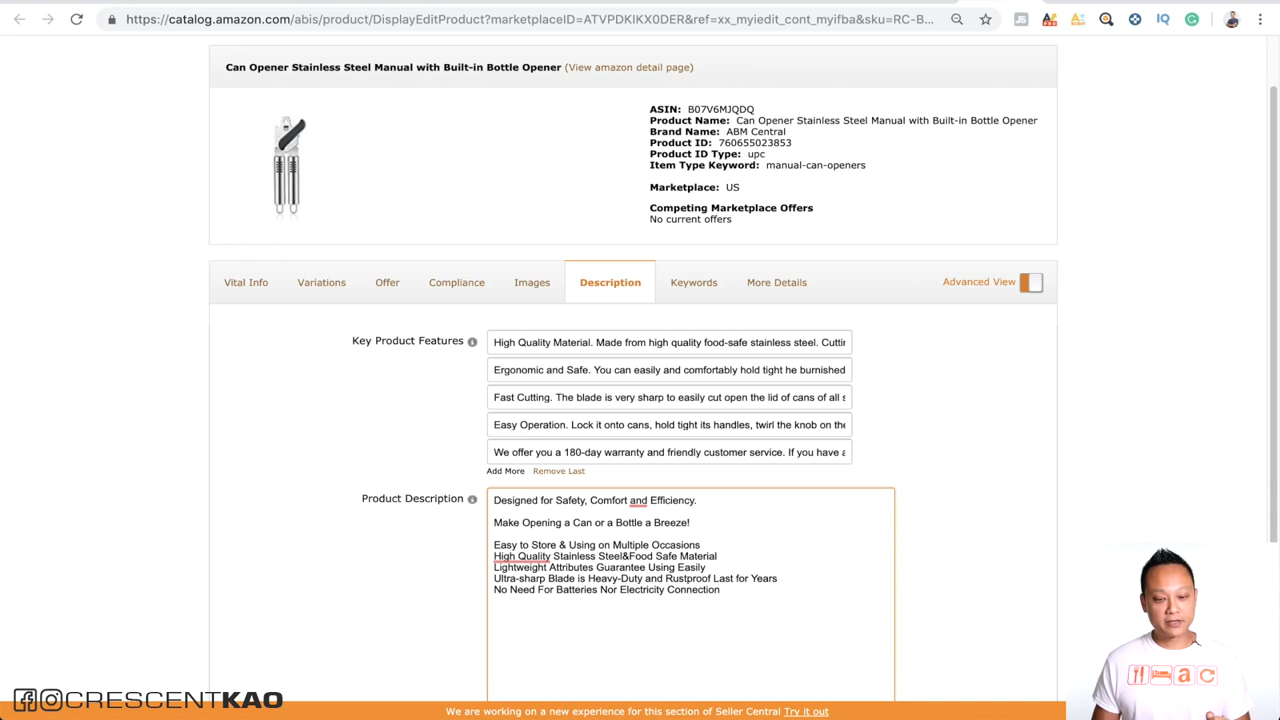 https://catalog.amazon.com/abis/product/DisplayEditProduct?marketplaceID=ATVPDKIKX0DER&ref=xx_myiedit_cont_myifba&sku=RC-B...
Can Opener Stainless Steel Manual with Built-in Bottle Opener (View amazon detail page)
ASIN: B07V6MJQDQ
Product Name: Can Opener Stainless Steel Manual with Built-in Bottle Opener
Brand Name: ABM Central
Product ID: 760655023853
Product ID Type: upc
Item Type Keyword: manual-can-openers
Marketplace: US
Competing Marketplace Offers
No current offers
Vital Info Variations Offer Compliance Images Description Keywords More Details Advanced View
Key Product Features High Quality Material. Made from high quality food-safe stainless steel. Cuttin
Ergonomic and Safe. You can easily and comfortably hold tight he burnished
Fast Cutting. The blade is very sharp to easily cut open the lid of cans of all s
Easy Operation. Lock it onto cans, hold tight its handles, twirl the knob on the
We offer you a 180-day warranty and friendly customer service. If you have a
Add More Remove Last
Product Description Designed for Safety, Comfort and Efficiency.
Make Opening a Can or a Bottle a Breeze!
Easy to Store & Using on Multiple Occasions
High Quality Stainless Steel&Food Safe Material
Lightweight Attributes Guarantee Using Easily
Ultra-sharp Blade is Heavy-Duty and Rustproof Last for Years
No Need For Batteries Nor Electricity Connection
CRESCENTKAO
We are working on a new experience for this section of Seller Central Try it out